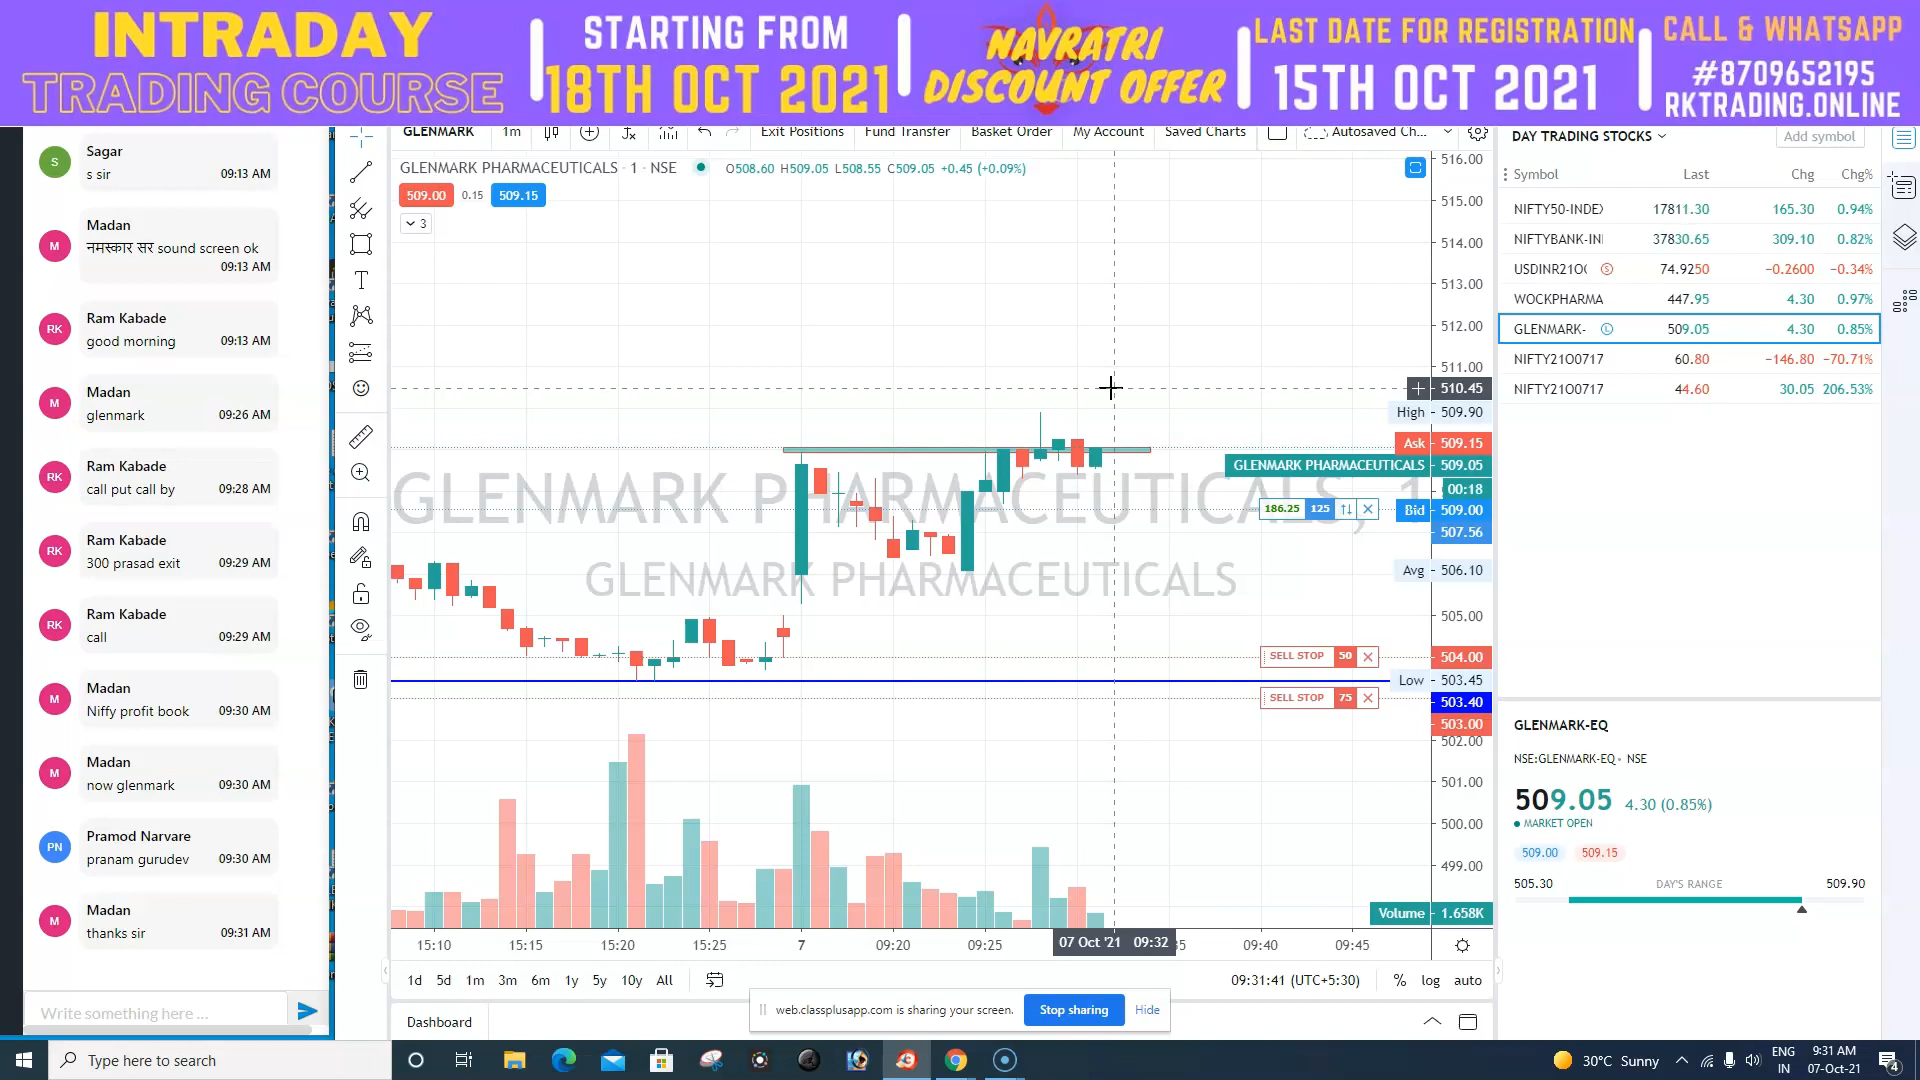 INTRADAY
TRADING COURSE
STARTING FROM
18TH OCT 2021
NAVRATRI
DISCOUNT OFFER
LAST DATE FOR REGISTRATION
15TH OCT 2021
CALL & WHATSAPP
#8709652195
RKTRADING.ONLINE
S
Sagar
s sir 09:13 AM
M
Madan
नमस्कार सर sound screen ok
09:13 AM
RK
Ram Kabade
good morning 09:13 AM
M
Madan
glenmark 09:26 AM
RK
Ram Kabade
call put call by 09:28 AM
RK
Ram Kabade
300 prasad exit 09:29 AM
RK
Ram Kabade
call 09:29 AM
M
Madan
Niffy profit book 09:30 AM
M
Madan
now glenmark 09:30 AM
PN
Pramod Narvare
pranam gurudev 09:30 AM
M
Madan
thanks sir 09:31 AM
Write something here ...
GLENMARK 1m Exit Positions Fund Transfer Basket Order My Account Saved Charts Autosaved Ch...
GLENMARK PHARMACEUTICALS · 1 · NSE O508.60 H509.05 L508.55 C509.05 +0.45 (+0.09%)
509.00 0.15 509.15
3
GLENMARK PHARMACEUTICALS, 1
GLENMARK PHARMACEUTICALS
516.00
515.00
514.00
513.00
512.00
511.00
510.45
High 509.90
Ask 509.15
GLENMARK PHARMACEUTICALS 509.05
00:18
186.25 125 Bid 509.00
507.56
Avg 506.10
505.00
SELL STOP 50 504.00
Low 503.45
SELL STOP 75 503.40
503.00
502.00
501.00
500.00
499.00
Volume 1.658K
15:10 15:15 15:20 15:25 7 09:20 09:25 07 Oct '21 09:32 35 09:40 09:45
1d 5d 1m 3m 6m 1y 5y 10y All 09:31:41 (UTC+5:30) % log auto
web.classplusapp.com is sharing your screen. Stop sharing Hide
Dashboard
DAY TRADING STOCKS Add symbol
Symbol Last Chg Chg%
NIFTY50-INDEX 17811.30 165.30 0.94%
NIFTYBANK-IN 37830.65 309.10 0.82%
USDINR21O S 74.9250 −0.2600 −0.34%
WOCKPHARMA 447.95 4.30 0.97%
GLENMARK- L 509.05 4.30 0.85%
NIFTY21O0717 60.80 −146.80 −70.71%
NIFTY21O0717 44.60 30.05 206.53%
GLENMARK-EQ
NSE:GLENMARK-EQ • NSE
509.05 4.30 (0.85%)
MARKET OPEN
509.00 509.15
505.30 DAY'S RANGE 509.90
Type here to search
30°C Sunny
ENG
IN
9:31 AM
07-Oct-21
4